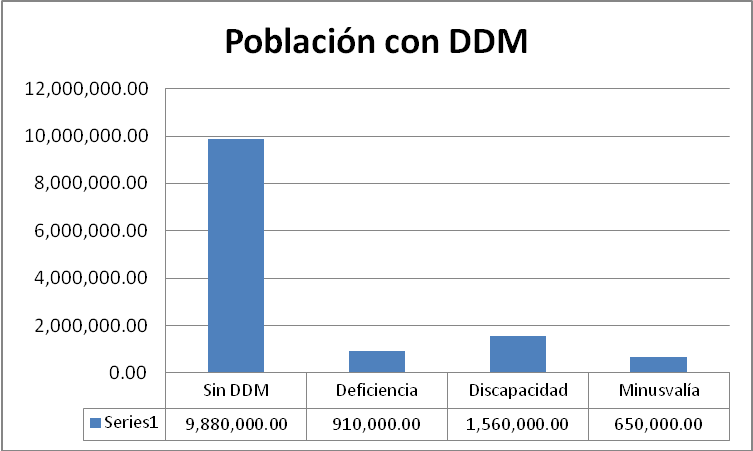 Población con DDM
12,000,000.00
10,000,000.00
8,000,000.00
6,000,000.00
4,000,000.00
2,000,000.00
0.00
Sin DDM Deficiencia Discapacidad Minusvalía
Series1 9,880,000.00 910,000.00 1,560,000.00 650,000.00